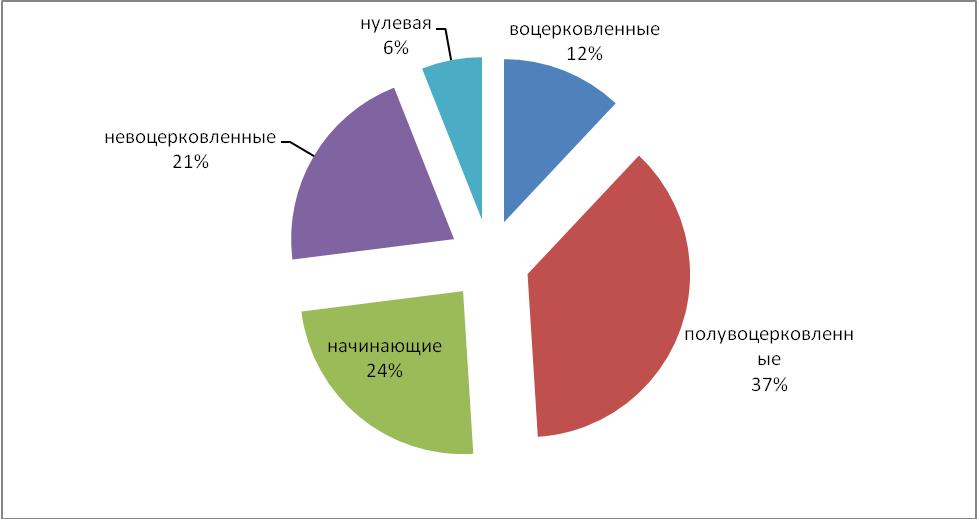 нулевая
6%
воцерковленные
12%
невоцерковленные
21%
полувоцерковленн
ые
37%
начинающие
24%